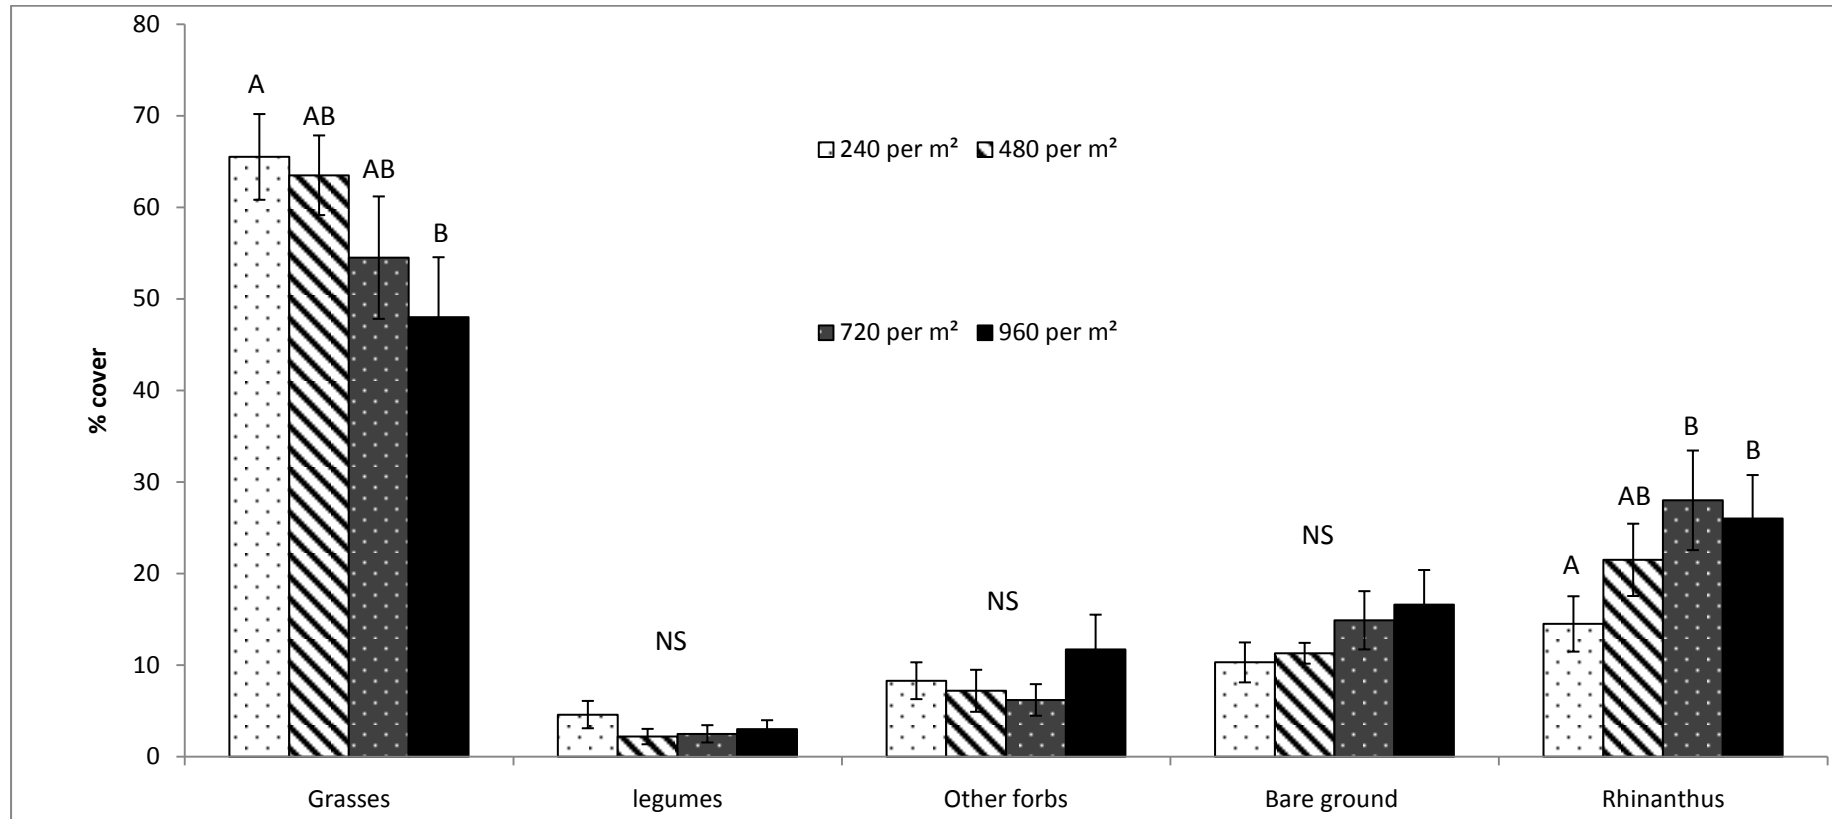 80
70
60
50
40
30
20
10
0
% cover
A
AB
AB
B
NS
NS
NS
A
AB
B
B
240 per m² 480 per m²
720 per m² 960 per m²
Grasses legumes Other forbs Bare ground Rhinanthus